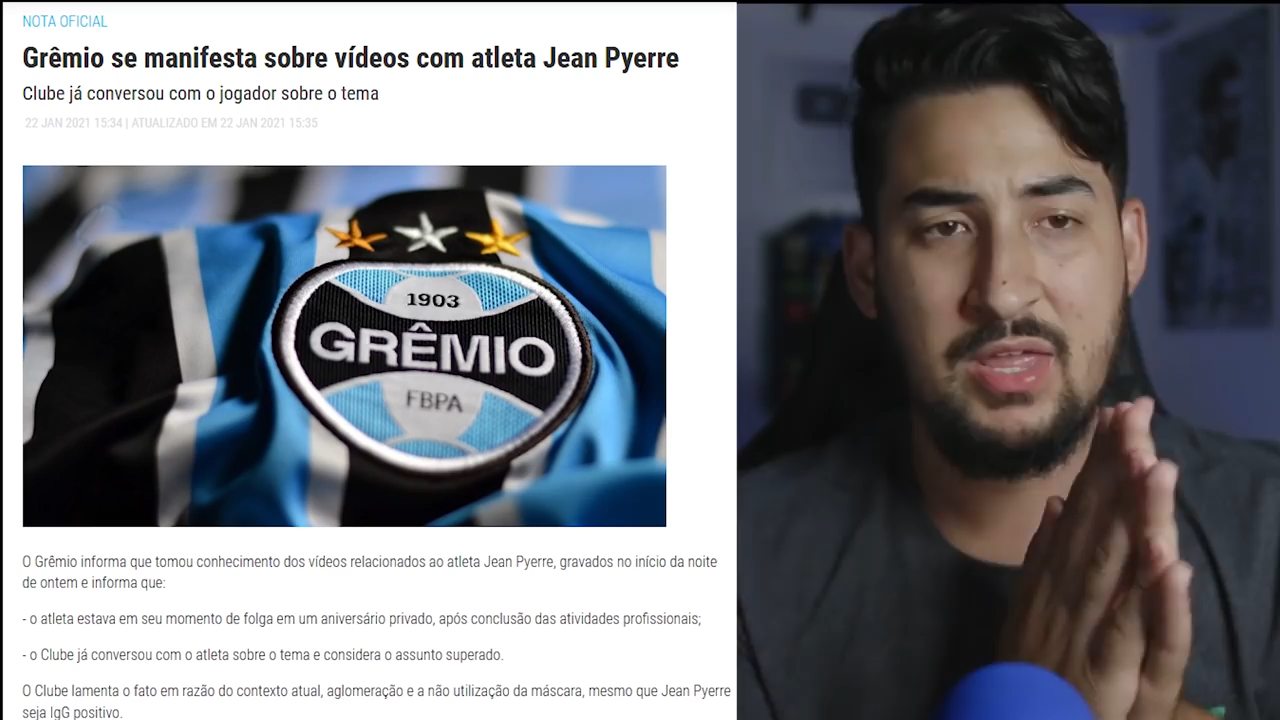 NOTA OFICIAL
Grêmio se manifesta sobre vídeos com atleta Jean Pyerre
Clube já conversou com o jogador sobre o tema
22 JAN 2021 15:34 | ATUALIZADO EM 22 JAN 2021 15:35
1903
GRÊMIO
FBPA
O Grêmio informa que tomou conhecimento dos vídeos relacionados ao atleta Jean Pyerre, gravados no início da noite
de ontem e informa que:
- o atleta estava em seu momento de folga em um aniversário privado, após conclusão das atividades profissionais;
- o Clube já conversou com o atleta sobre o tema e considera o assunto superado.
O Clube lamenta o fato em razão do contexto atual, aglomeração e a não utilização da máscara, mesmo que Jean Pyerre
seja IgG positivo.